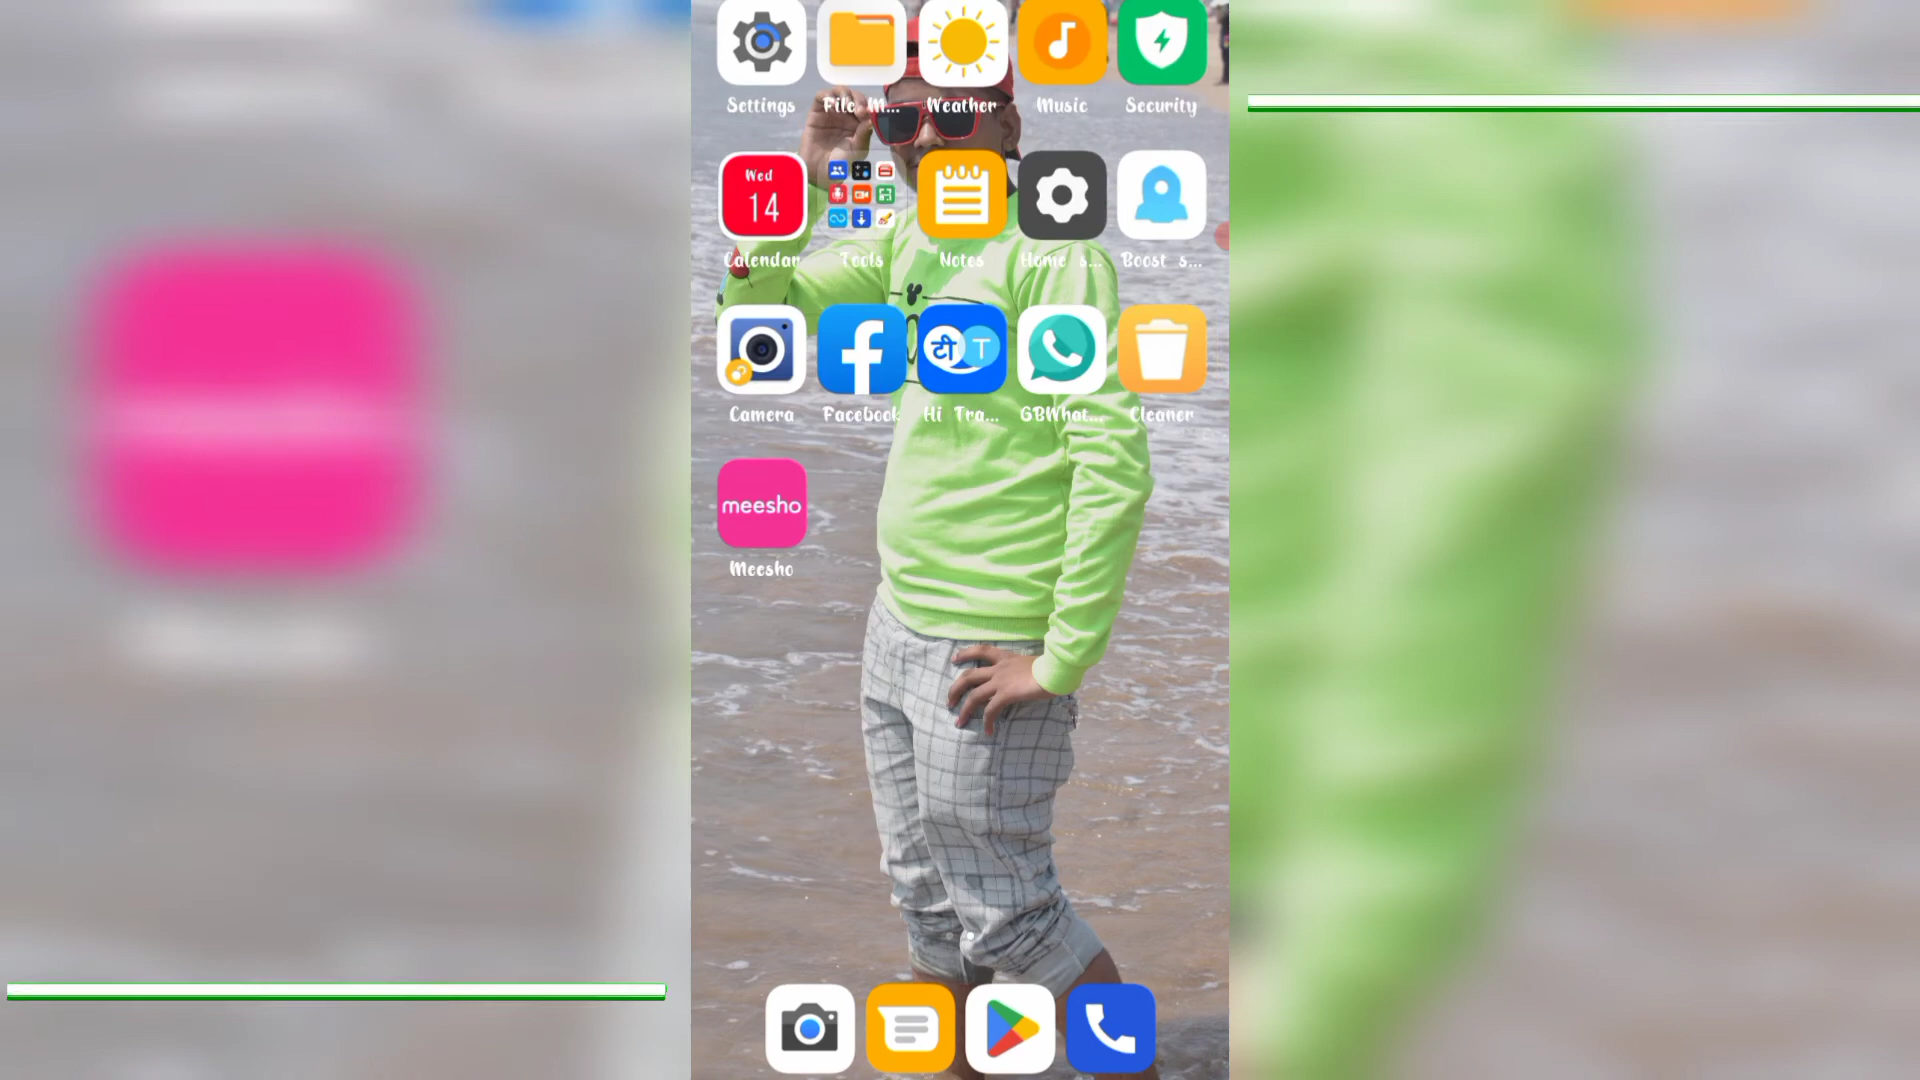 Settings File M... Weather Music Security
Wed
14
Calendar Tools Notes Home s... Boost s...
टी T
Camera Facebook Hi Tra... GBWhat... Cleaner
meesho
Meesho